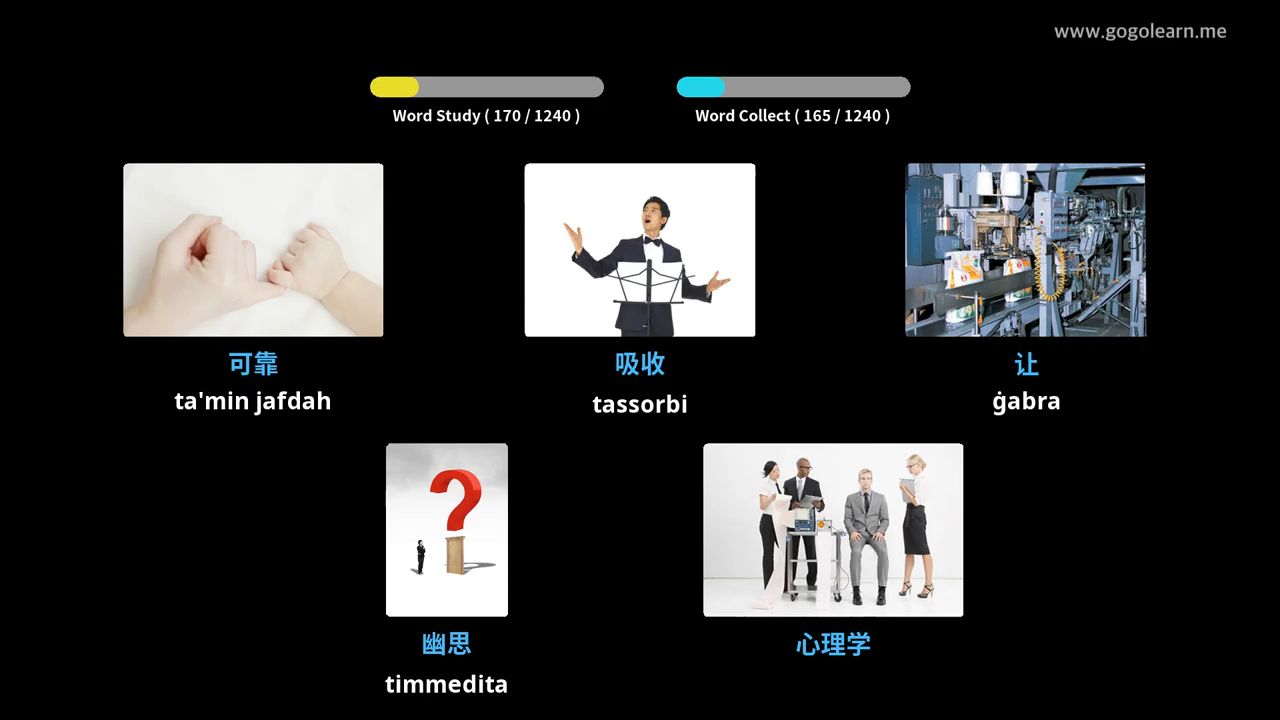 www.gogolearn.me
Word Study ( 170 / 1240 )
Word Collect ( 165 / 1240 )
可靠
ta'min jafdah
吸收
tassorbi
让
ġabra
幽思
timmedita
心理学